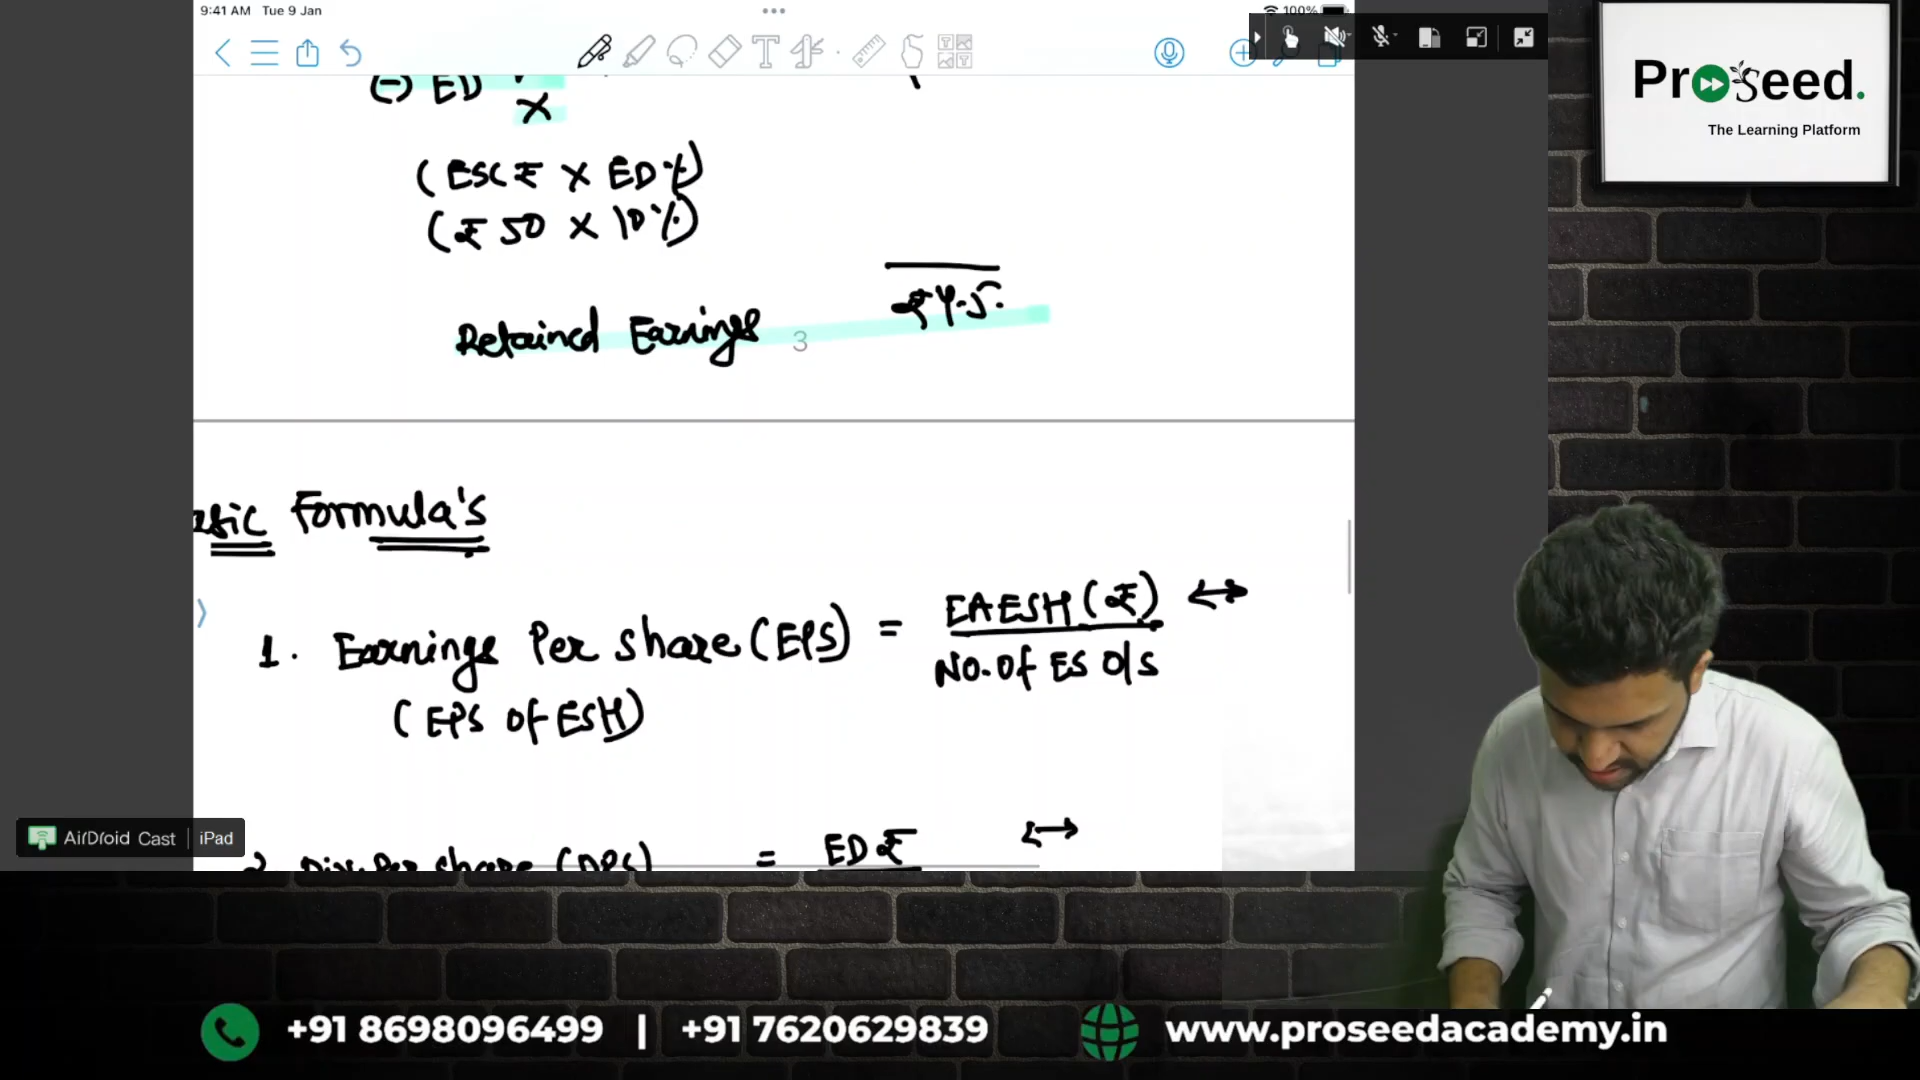 9:41 AM Tue 9 Jan
100%
Proseed.
The Learning Platform
(-) ED
X
(ESC ₹ X ED %)
(₹ 50 X 10%)
₹4.5
Retained Earnings
3
Formula's
1. Earnings Per share (EPS) = EAESH (₹) ↔
No. of ES O/S
(EPS of ESH)
AirDroid Cast | iPad
= ED ₹ ↔
+91 8698096499 | +91 7620629839
www.proseedacademy.in